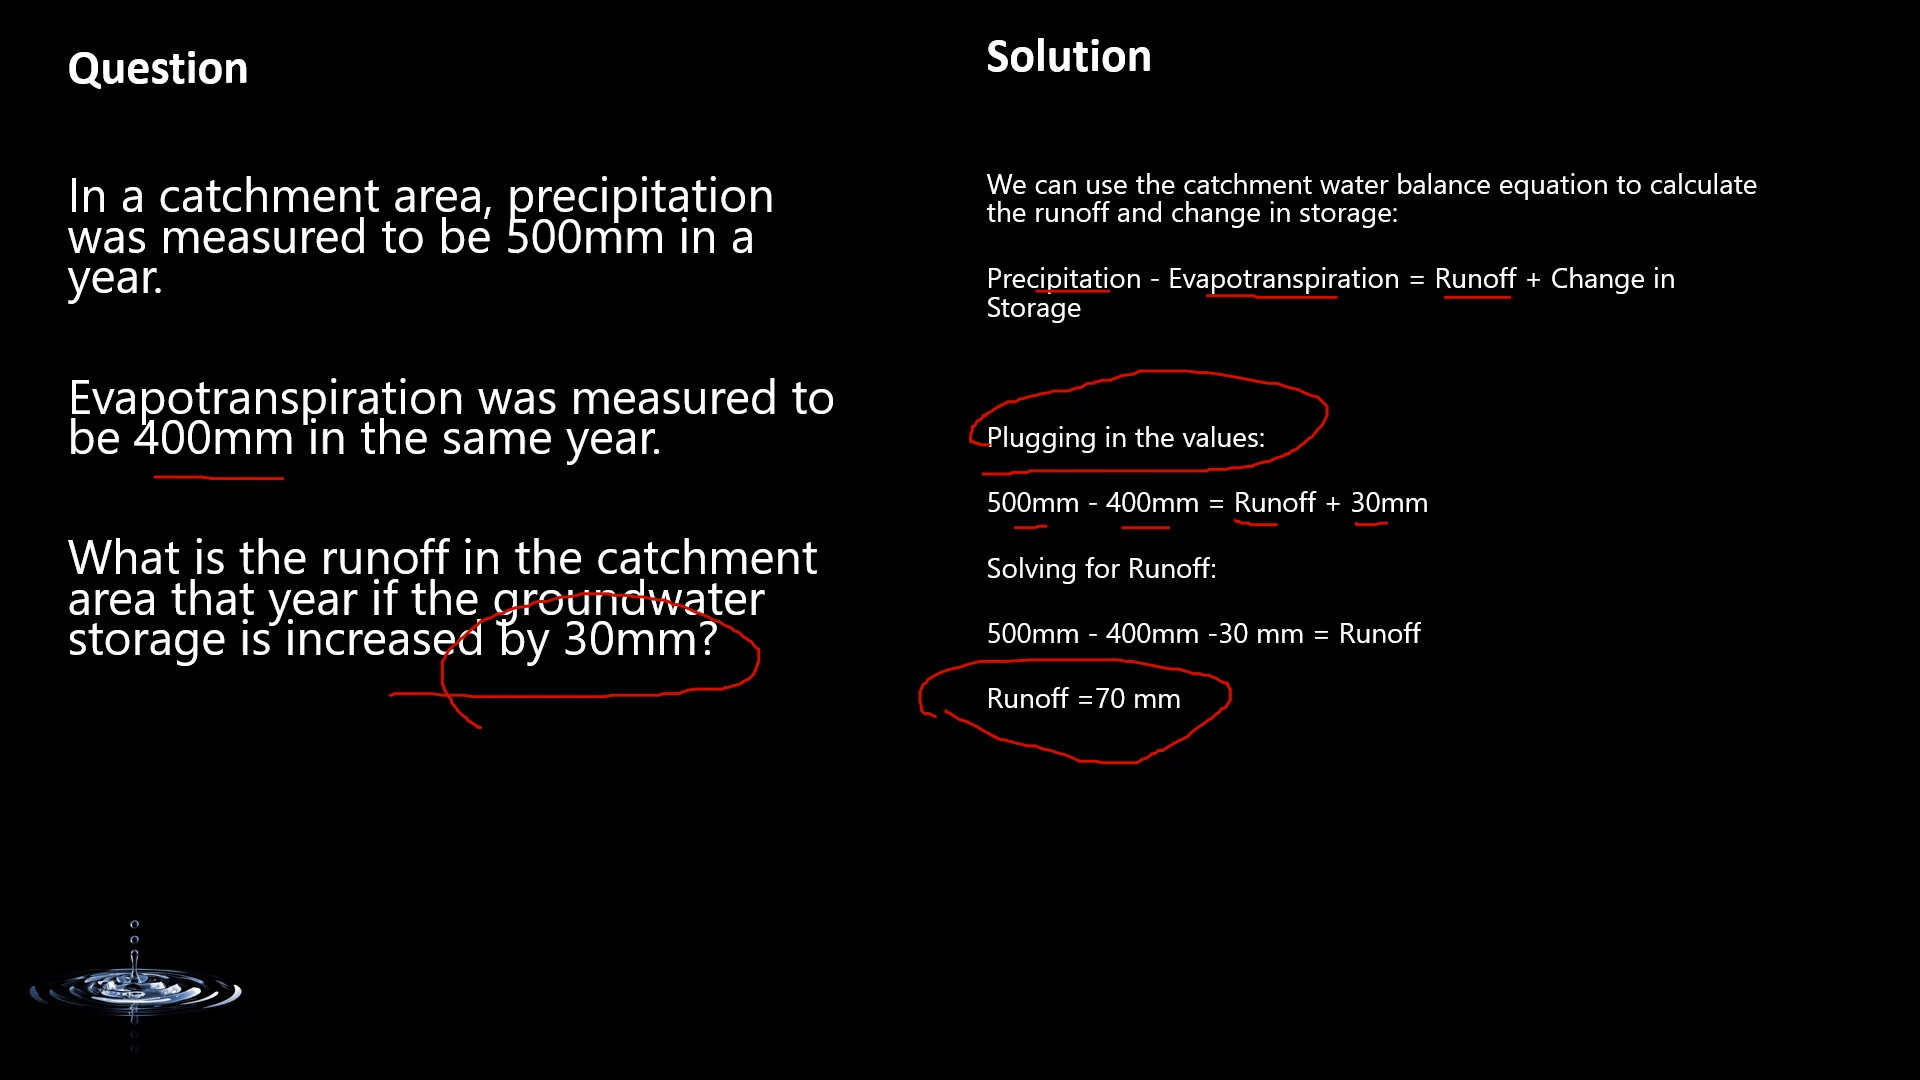 Question
In a catchment area, precipitation
was measured to be 500mm in a
year.
Evapotranspiration was measured to
be 400mm in the same year.
What is the runoff in the catchment
area that year if the groundwater
storage is increased by 30mm?
Solution
We can use the catchment water balance equation to calculate
the runoff and change in storage:
Precipitation - Evapotranspiration = Runoff + Change in
Storage
Plugging in the values:
500mm - 400mm = Runoff + 30mm
Solving for Runoff:
500mm - 400mm -30 mm = Runoff
Runoff =70 mm